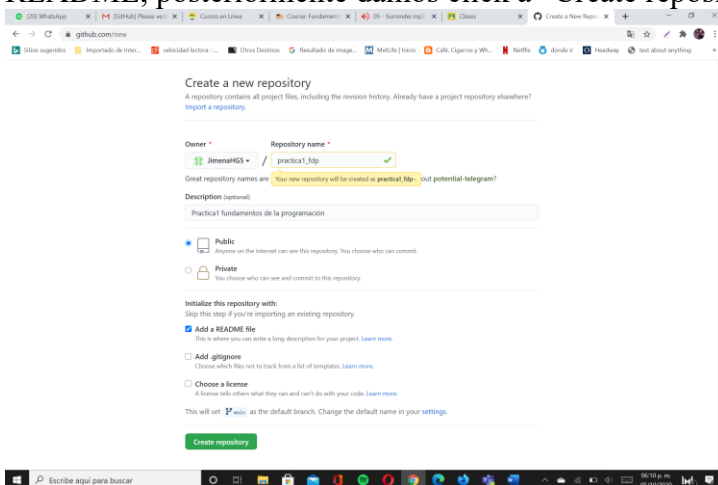 README, posteriormente damos click a "Create repos
(20) WhatsApp
[GitHub] Please veri
Cursos en Línea
Course: Fundament
05 - Surrender.mp3
Classes
Create a New Repos
github.com/new
Sitios sugeridos
Importado de Inter...
velocidad lectora :...
Otros Destinos
Resultado de image...
MetLife | Inicio
Café, Cigarros y Wh...
Netflix
donde ir
Headway
test about anything
Create a new repository
A repository contains all project files, including the revision history. Already have a project repository elsewhere?
Import a repository.
Owner *
Repository name *
JimenaHGS
/
practica1_fdp
Great repository names are
Your new repository will be created as practica1_fdp-.
out potential-telegram?
Description (optional)
Practica1 fundamentos de la programación
Public
Anyone on the internet can see this repository. You choose who can commit.
Private
You choose who can see and commit to this repository.
Initialize this repository with:
Skip this step if you're importing an existing repository.
Add a README file
This is where you can write a long description for your project. Learn more.
Add .gitignore
Choose which files not to track from a list of templates. Learn more.
Choose a license
A license tells others what they can and can't do with your code. Learn more.
This will set main as the default branch. Change the default name in your settings.
Create repository
Escribe aquí para buscar
06:10 p. m.